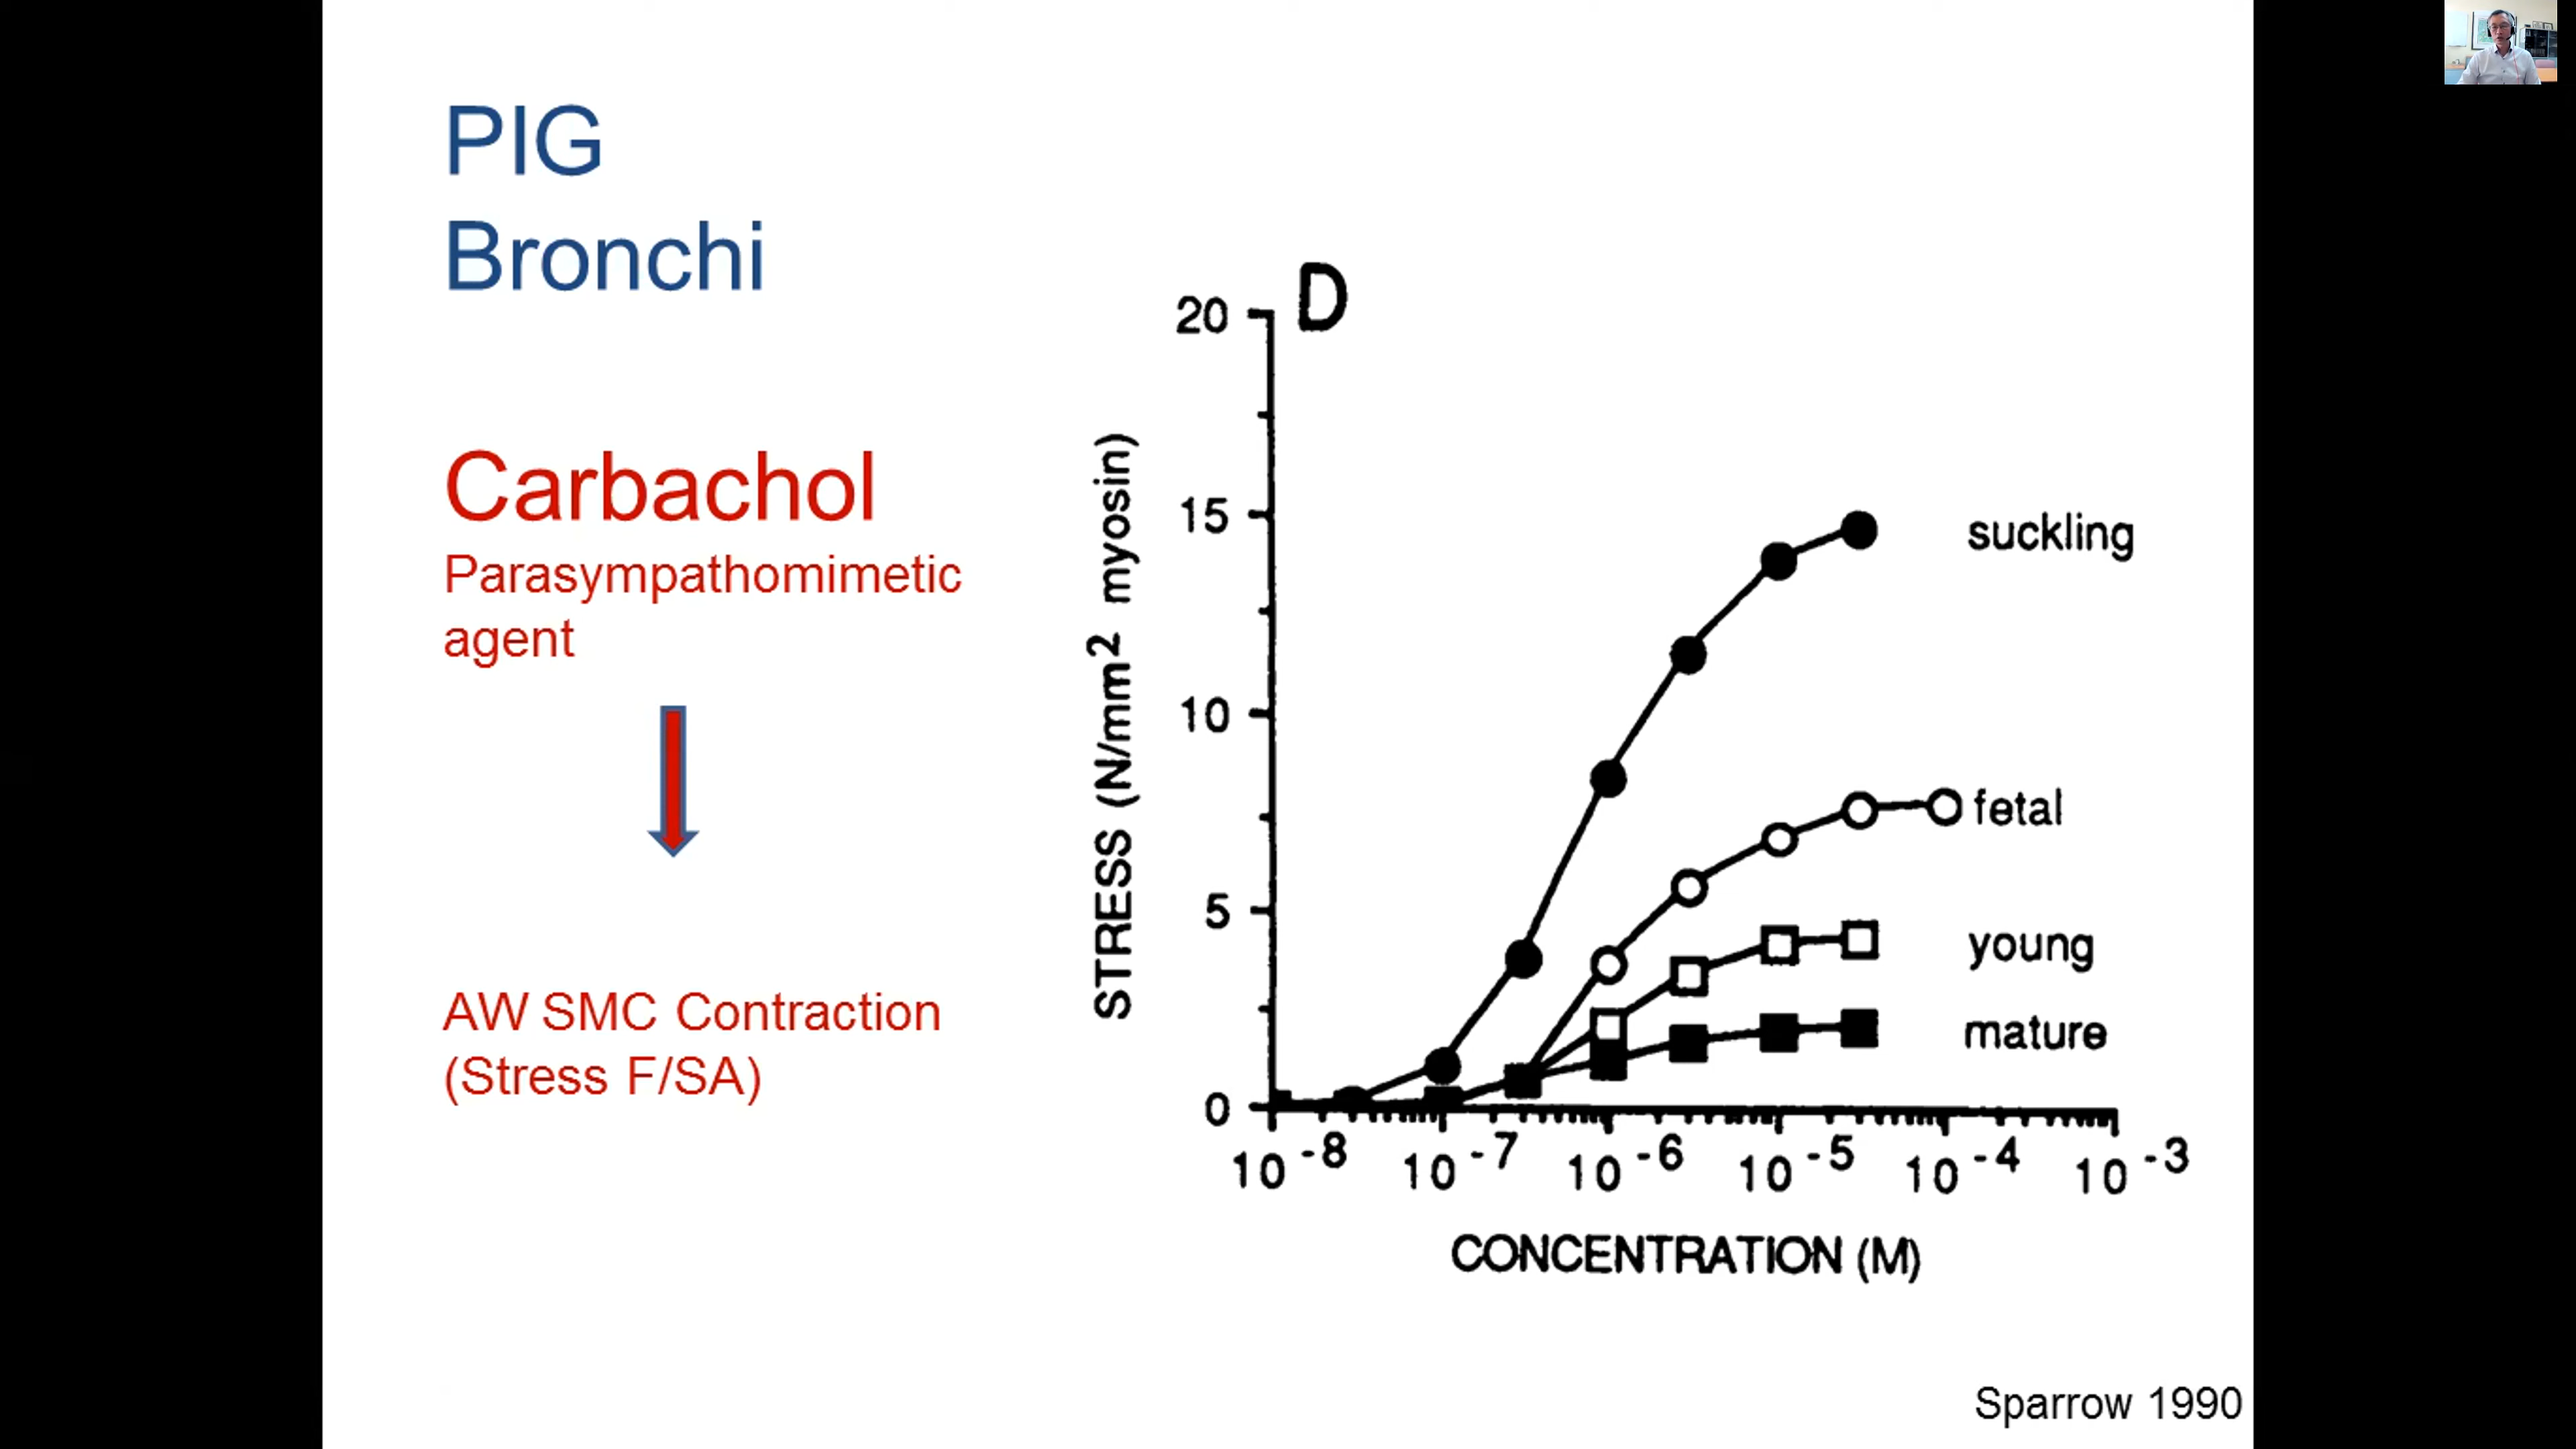 PIG
Bronchi
Carbachol
Parasympathomimetic
agent
AW SMC Contraction
(Stress F/SA)
D
STRESS (N/mm² myosin)
20
15
10
5
0
suckling
fetal
young
mature
10⁻⁸ 10⁻⁷ 10⁻⁶ 10⁻⁵ 10⁻⁴ 10⁻³
CONCENTRATION (M)
Sparrow 1990